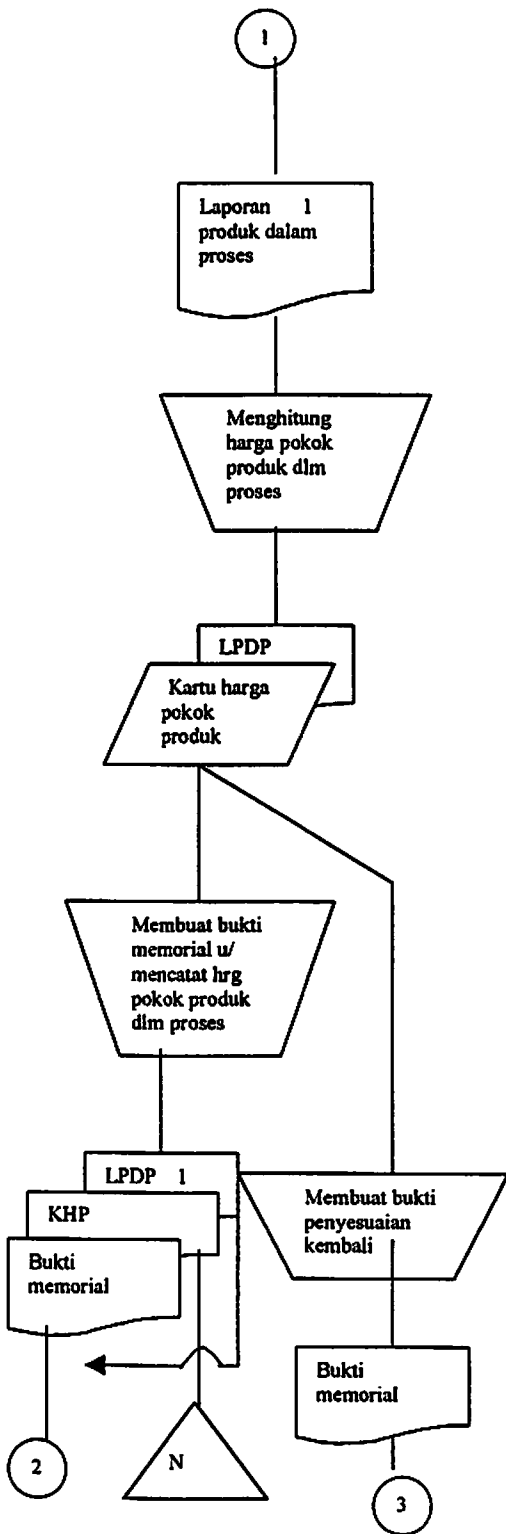 1
Laporan 1
produk dalam
proses
Menghitung
harga pokok
produk dlm
proses
LPDP
Kartu harga
pokok
produk
Membuat bukti
memorial u/
mencatat hrg
pokok produk
dlm proses
LPDP 1
KHP
Bukti
memorial
Membuat bukti
penyesuaian
kembali
Bukti
memorial
2
N
3